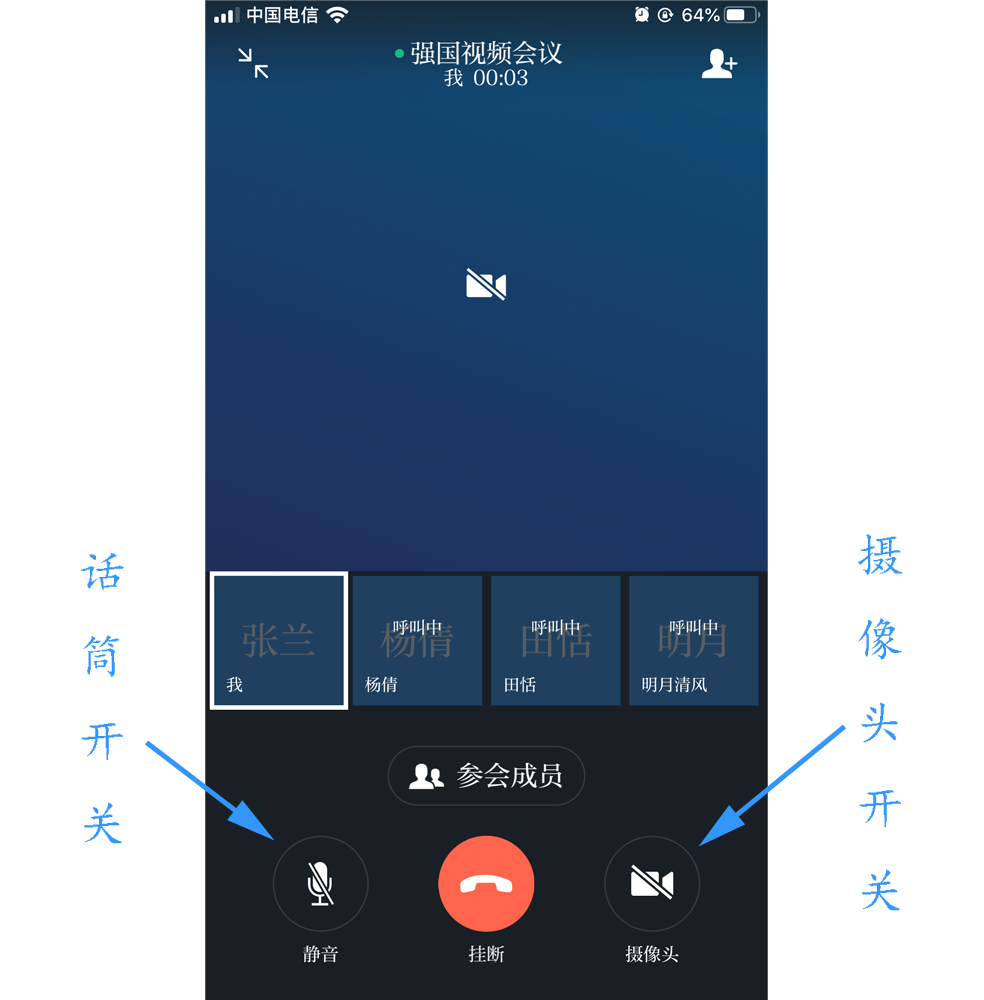 中国电信 64%
强国视频会议
我 00:03
张兰
我
杨倩
呼叫中
杨倩
田恬
呼叫中
田恬
明月
呼叫中
明月清风
参会成员
静音
挂断
摄像头
话筒开关
摄像头开关